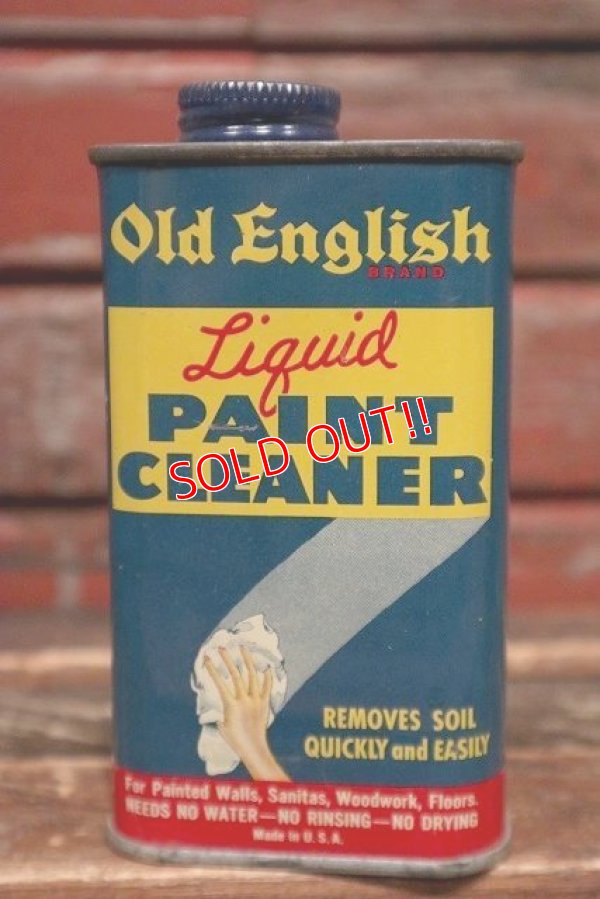 Old English
BRAND
Liquid
PAINT
CLEANER
SOLD OUT!!
REMOVES SOIL
QUICKLY and EASILY
For Painted Walls, Sanitas, Woodwork, Floors.
NEEDS NO WATER—NO RINSING—NO DRYING
Made in U.S.A.